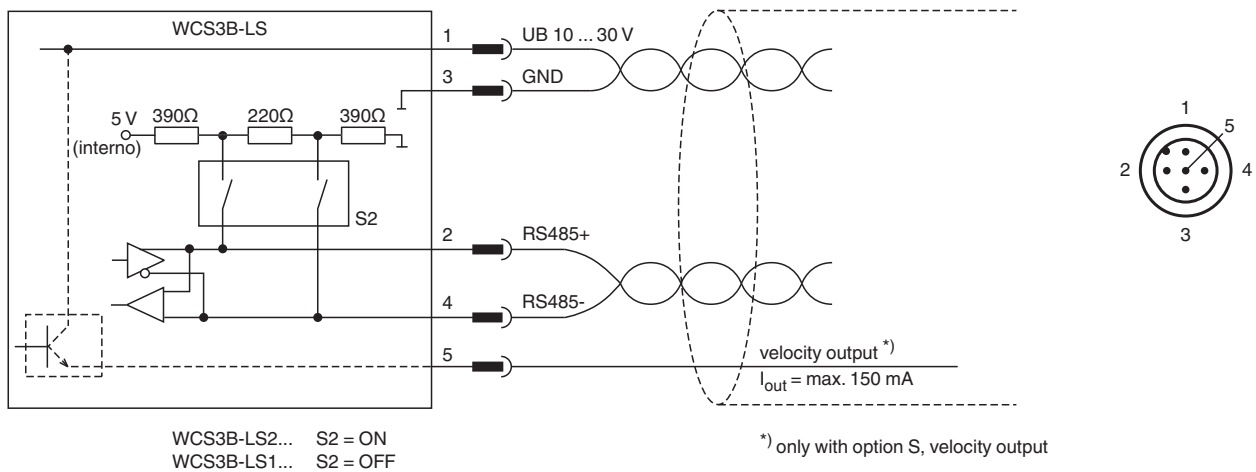 WCS3B-LS
1
UB 10 ... 30 V
3
GND
5 V
(interno)
390Ω
220Ω
390Ω
S2
2
RS485+
4
RS485-
5
velocity output *)
Iout = max. 150 mA
1
5
2
4
3
WCS3B-LS2... S2 = ON
WCS3B-LS1... S2 = OFF
*) only with option S, velocity output